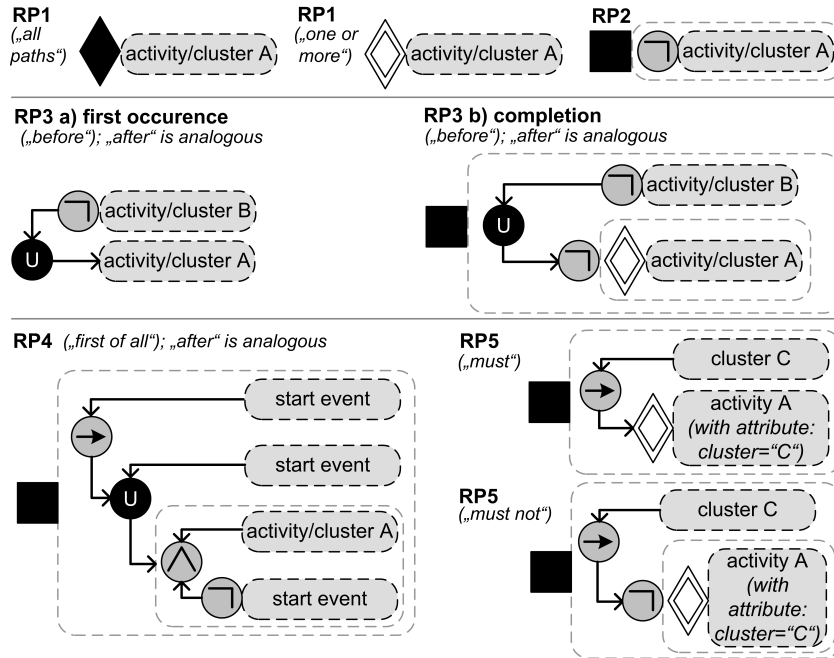 RP1
(„all
paths“)
activity/cluster A
RP1
(„one or
more“)
activity/cluster A
RP2
activity/cluster A
RP3 a) first occurence
(„before“); „after“ is analogous
activity/cluster B
U
activity/cluster A
RP3 b) completion
(„before“); „after“ is analogous
activity/cluster B
U
activity/cluster A
RP4 („first of all“); „after“ is analogous
start event
start event
U
activity/cluster A
start event
RP5
(„must“)
cluster C
activity A
(with attribute:
cluster=“C“)
RP5
(„must not“)
cluster C
activity A
(with
attribute:
cluster=“C“)